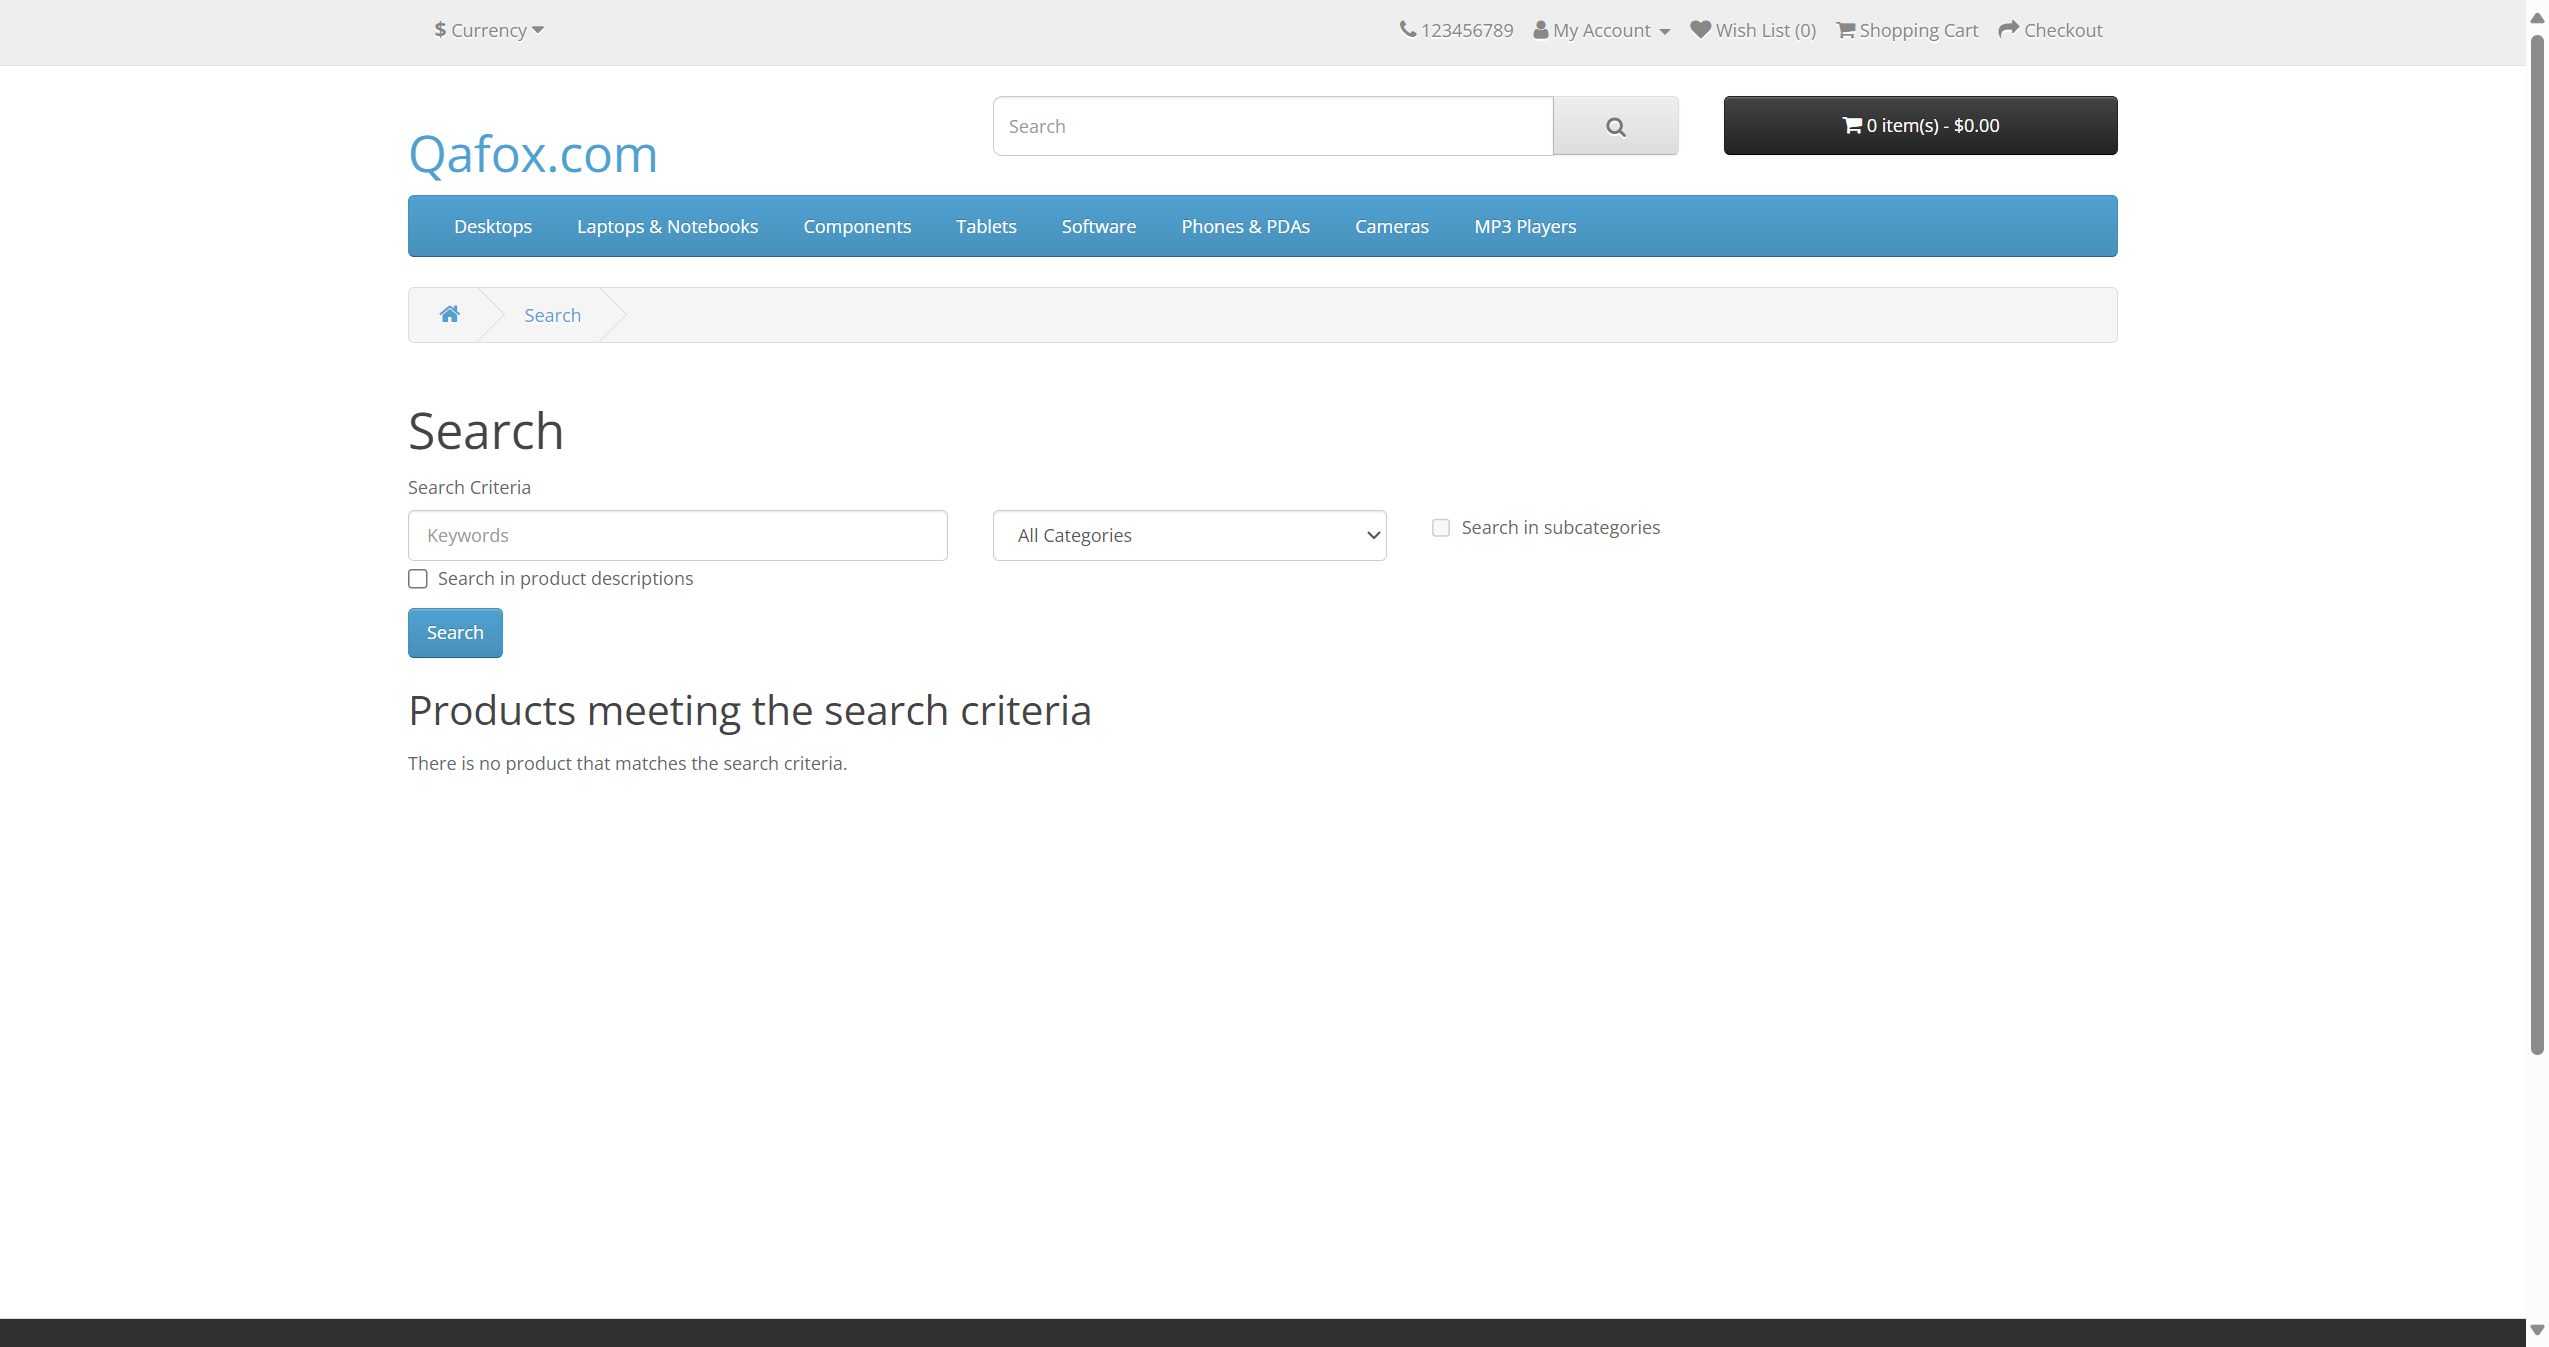 $ Currency
123456789 My Account Wish List (0) Shopping Cart Checkout
Qafox.com
Search
0 item(s) - $0.00
Desktops Laptops & Notebooks Components Tablets Software Phones & PDAs Cameras MP3 Players
Search
Search
Search Criteria
Keywords
All Categories
Search in subcategories
Search in product descriptions
Search
Products meeting the search criteria
There is no product that matches the search criteria.